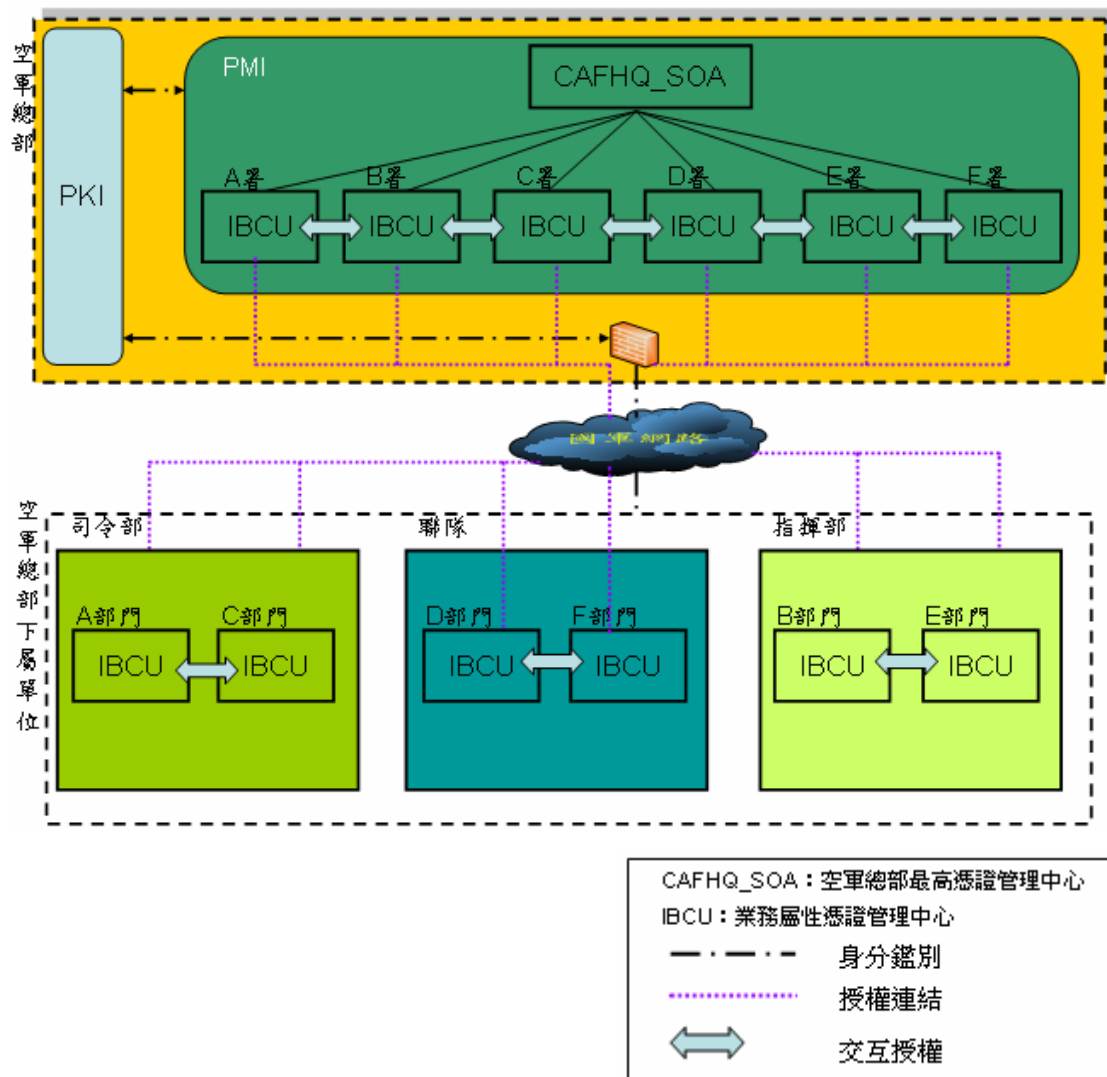 空軍總部
PKI
PMI
CAFHQ_SOA
A署
B署
C署
D署
E署
F署
IBCU
IBCU
IBCU
IBCU
IBCU
IBCU
國軍網路
空軍總部下屬單位
司令部
聯隊
指揮部
A部門
C部門
D部門
F部門
B部門
E部門
IBCU
IBCU
IBCU
IBCU
IBCU
IBCU
CAFHQ_SOA：空軍總部最高憑證管理中心
IBCU：業務屬性憑證管理中心
身分鑑別
授權連結
交互授權